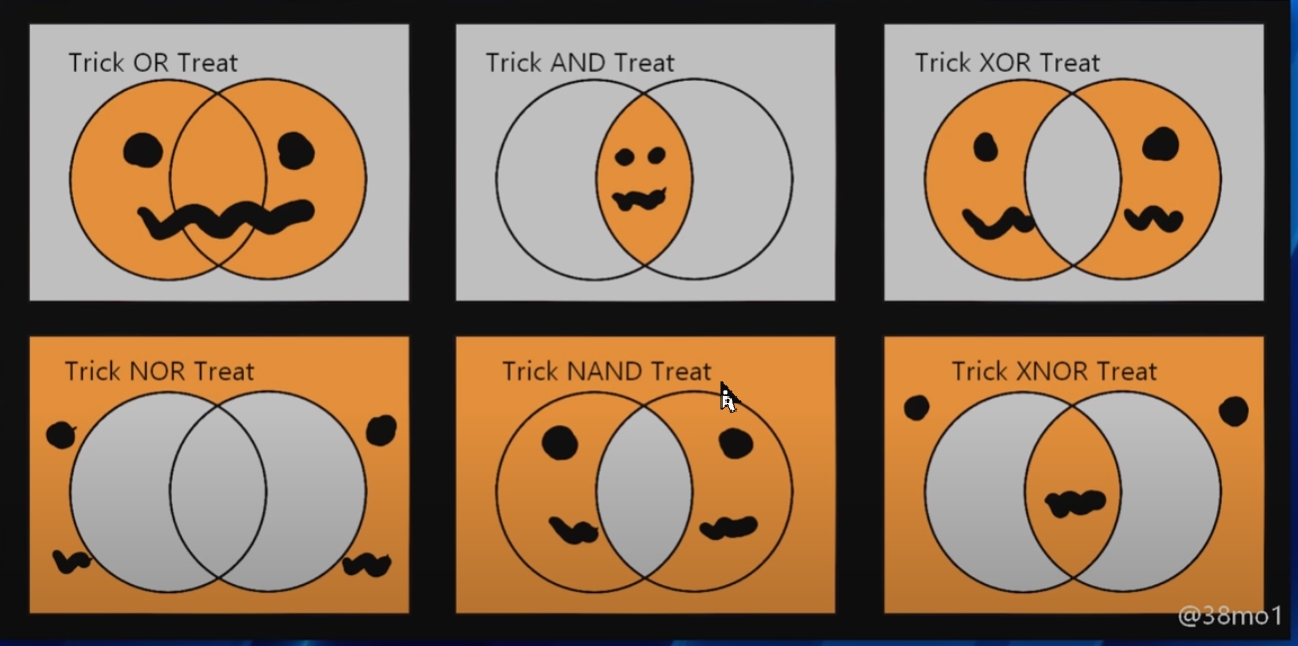 Trick OR Treat
Trick AND Treat
Trick XOR Treat
Trick NOR Treat
Trick NAND Treat
Trick XNOR Treat
@38mo1